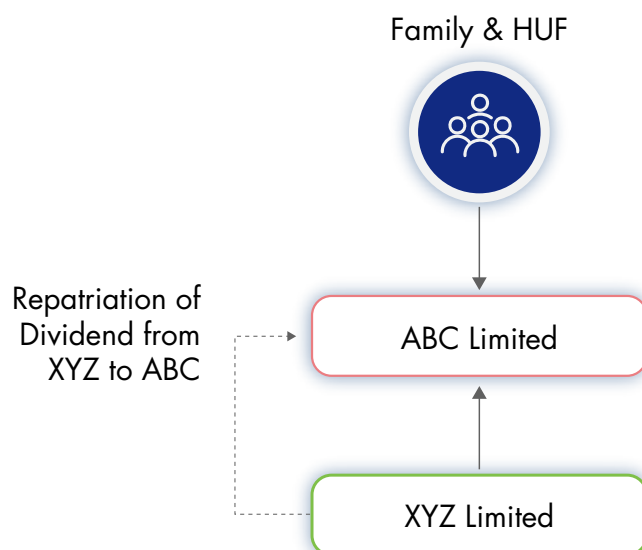 Family & HUF
Repatriation of
Dividend from
XYZ to ABC
ABC Limited
XYZ Limited